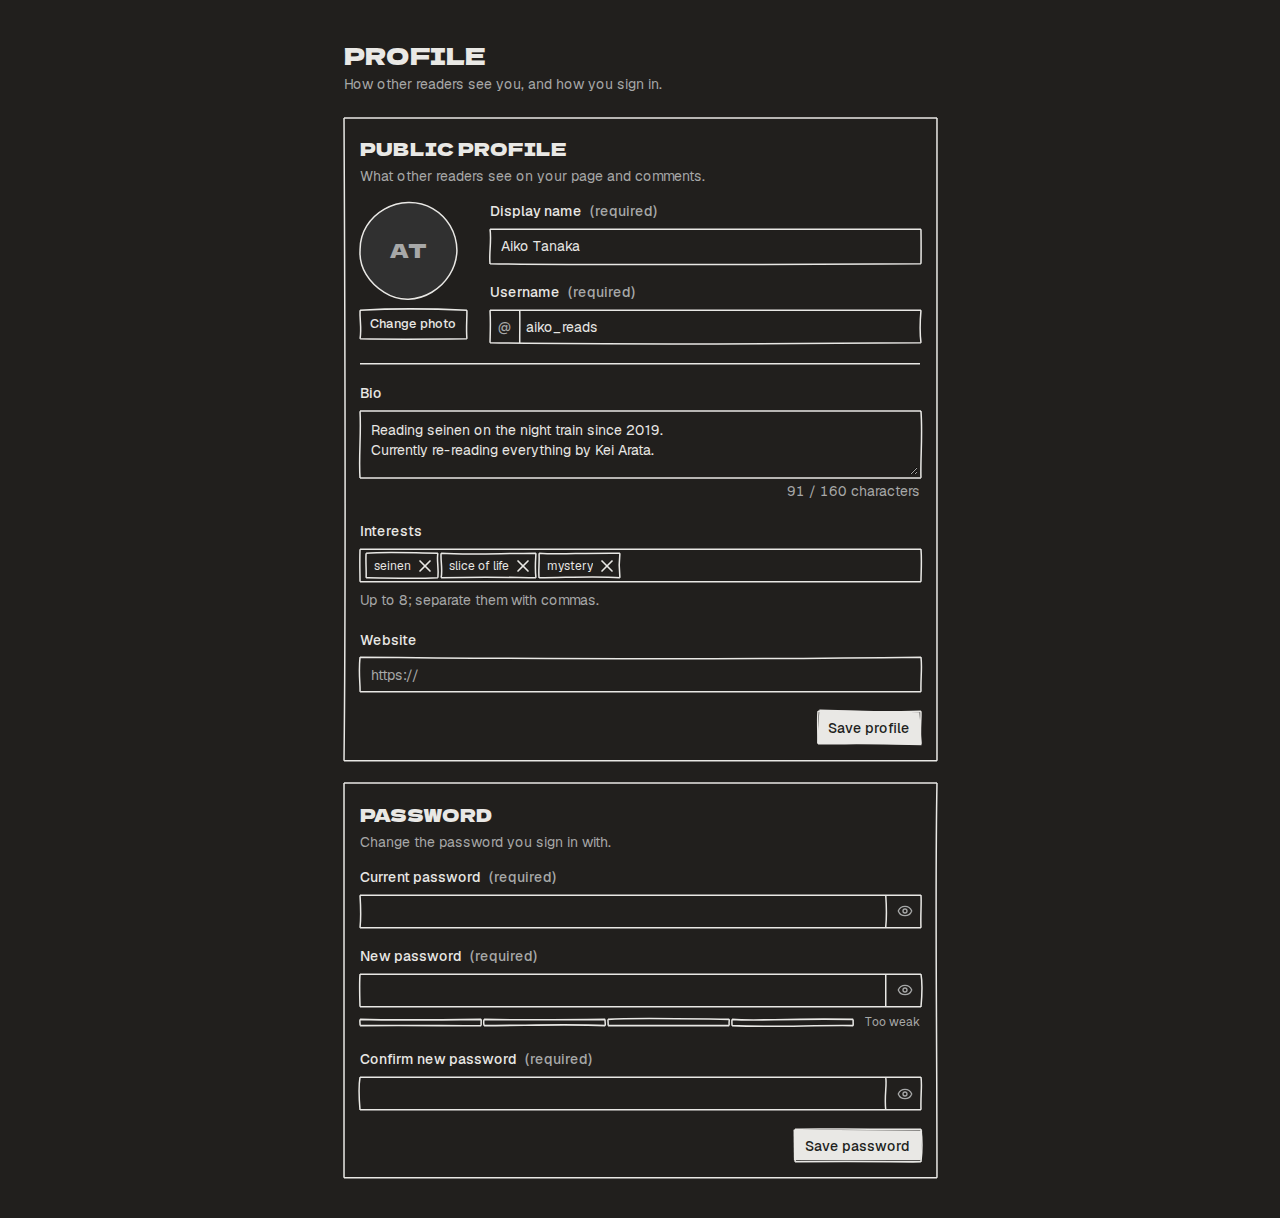 PROFILE
How other readers see you, and how you sign in.
PUBLIC PROFILE
What other readers see on your page and comments.
AT
Change photo
Display name (required)
Aiko Tanaka
Username (required)
@ aiko_reads
Bio
Reading seinen on the night train since 2019.
Currently re-reading everything by Kei Arata.
91 / 160 characters
Interests
seinen slice of life mystery
Up to 8; separate them with commas.
Website
https://
Save profile
PASSWORD
Change the password you sign in with.
Current password (required)
New password (required)
Too weak
Confirm new password (required)
Save password